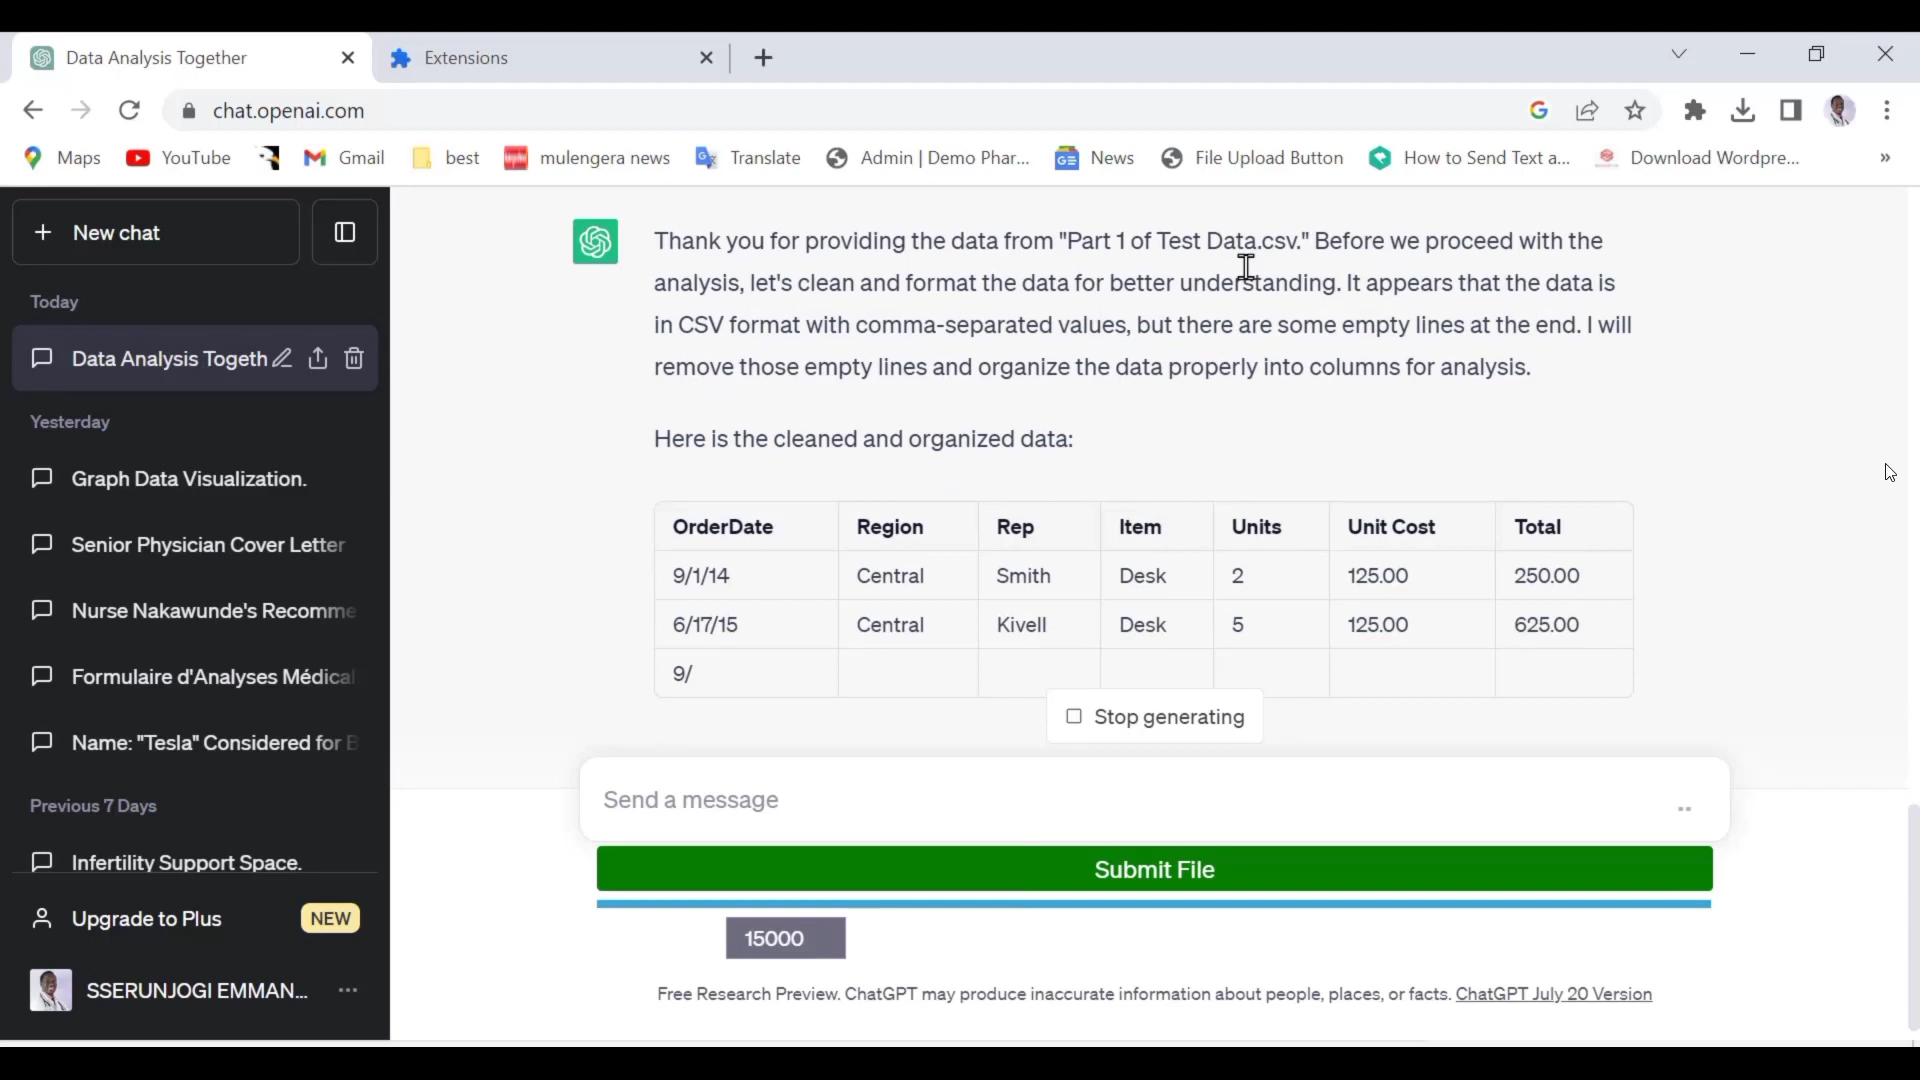 Data Analysis Together
Extensions
chat.openai.com
Maps YouTube Gmail best mulengera news Translate Admin | Demo Phar... News File Upload Button How to Send Text a... Download Wordpre... »
+ New chat
Today
Data Analysis Togeth
Yesterday
Graph Data Visualization.
Senior Physician Cover Letter
Nurse Nakawunde's Recomme
Formulaire d'Analyses Médical
Name: "Tesla" Considered for B
Previous 7 Days
Infertility Support Space.
Upgrade to Plus NEW
SSERUNJOGI EMMAN... ...
Thank you for providing the data from "Part 1 of Test Data.csv." Before we proceed with the
analysis, let's clean and format the data for better understanding. It appears that the data is
in CSV format with comma-separated values, but there are some empty lines at the end. I will
remove those empty lines and organize the data properly into columns for analysis.
Here is the cleaned and organized data:
OrderDate Region Rep Item Units Unit Cost Total
9/1/14 Central Smith Desk 2 125.00 250.00
6/17/15 Central Kivell Desk 5 125.00 625.00
9/
Stop generating
Send a message
Submit File
15000
Free Research Preview. ChatGPT may produce inaccurate information about people, places, or facts. ChatGPT July 20 Version